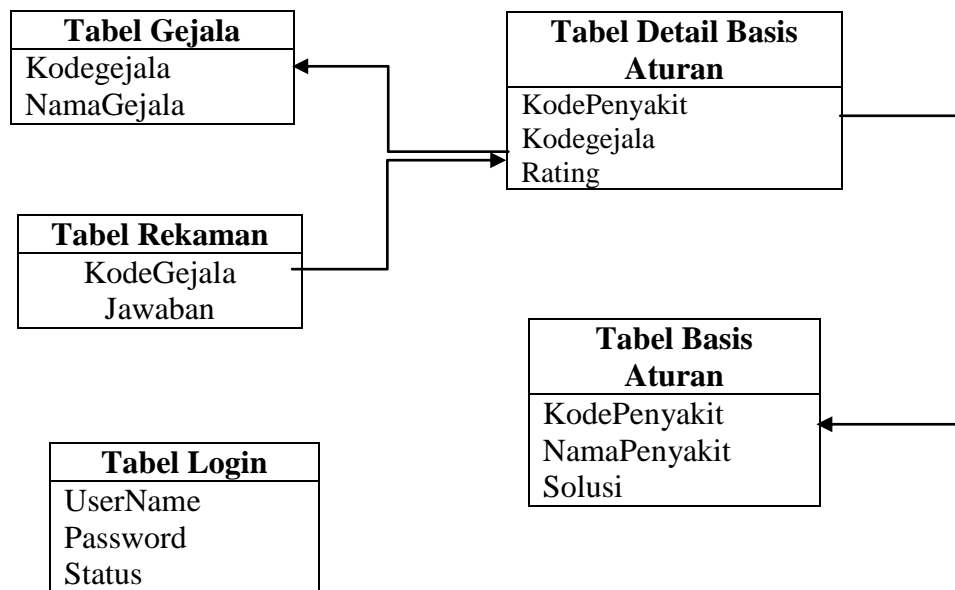 Tabel Gejala
Kodegejala
NamaGejala
Tabel Detail Basis
Aturan
KodePenyakit
Kodegejala
Rating
Tabel Rekaman
KodeGejala
Jawaban
Tabel Basis
Aturan
KodePenyakit
NamaPenyakit
Solusi
Tabel Login
UserName
Password
Status